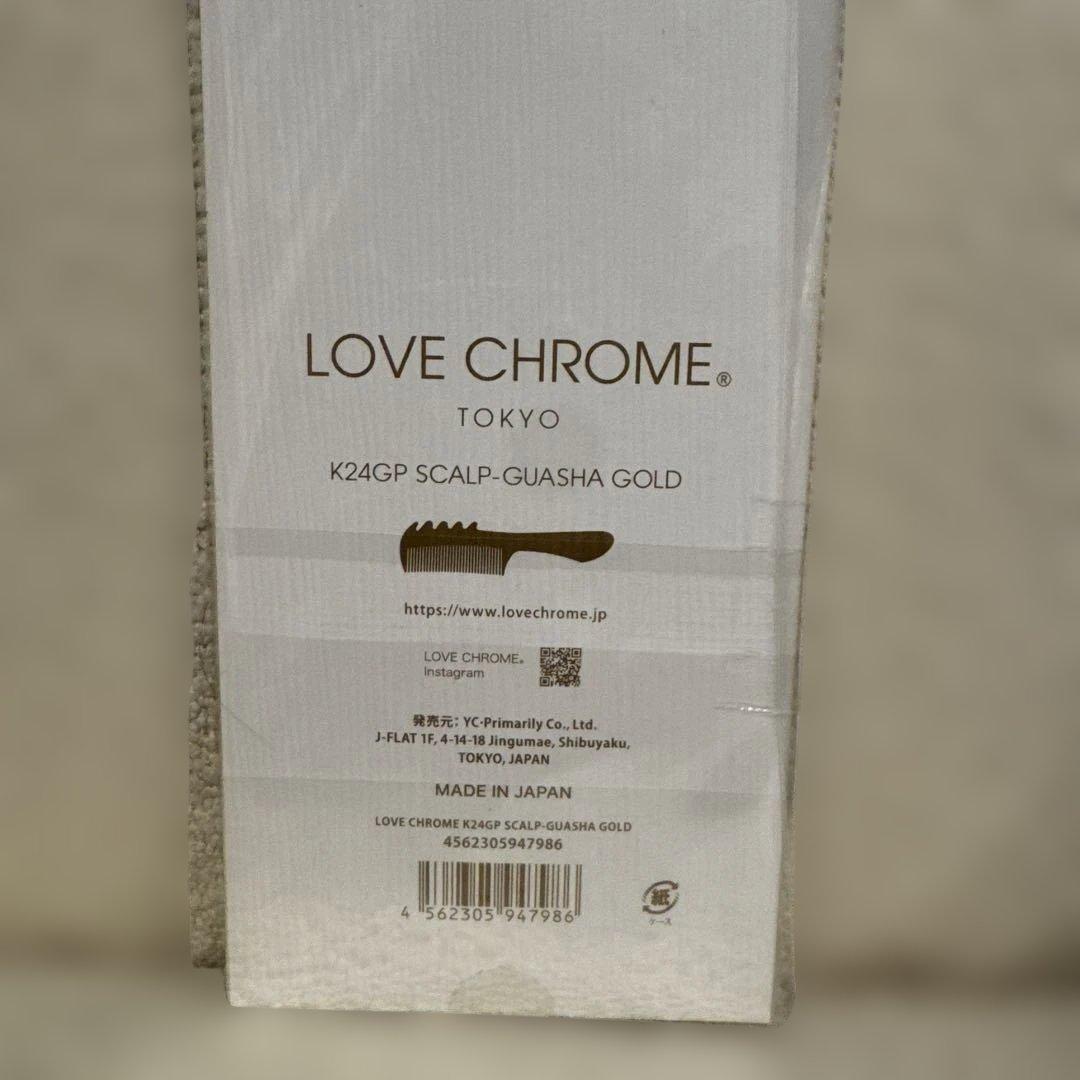 LOVE CHROME®
TOKYO
K24GP SCALP-GUASHA GOLD
https://www.lovechrome.jp
LOVE CHROME®
Instagram
発売元：YC·Primarily Co., Ltd.
J-FLAT 1F, 4-14-18 Jingumae, Shibuyaku,
TOKYO, JAPAN
MADE IN JAPAN
LOVE CHROME K24GP SCALP-GUASHA GOLD
4562305947986
4 562305 947986
紙
ケース